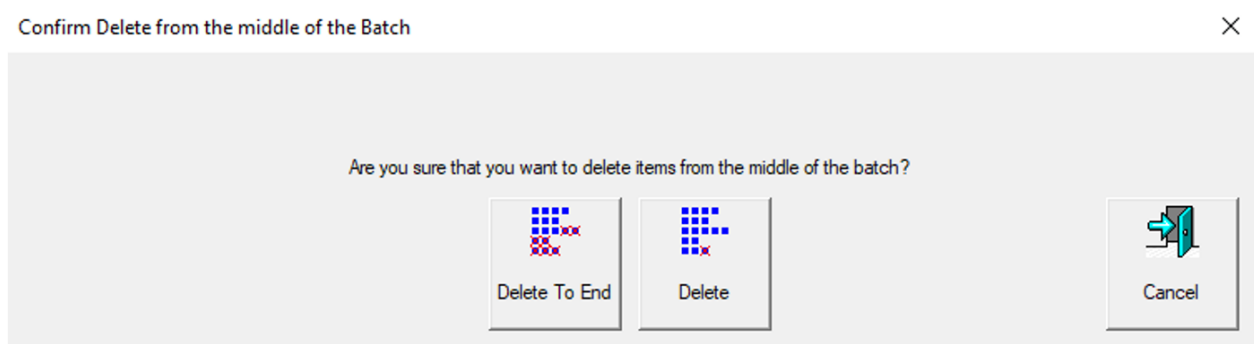 Confirm Delete from the middle of the Batch
Are you sure that you want to delete items from the middle of the batch?
Delete To End
Delete
Cancel